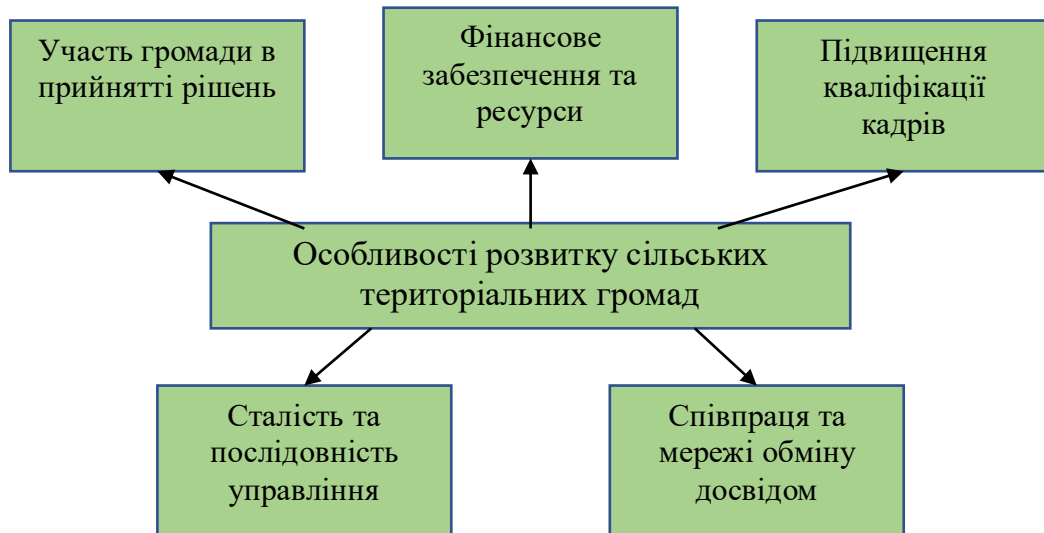 Участь громади в
прийнятті рішень
Фінансове
забезпечення та
ресурси
Підвищення
кваліфікації
кадрів
Особливості розвитку сільських
територіальних громад
Сталість та
послідовність
управління
Співпраця та
мережі обміну
досвідом